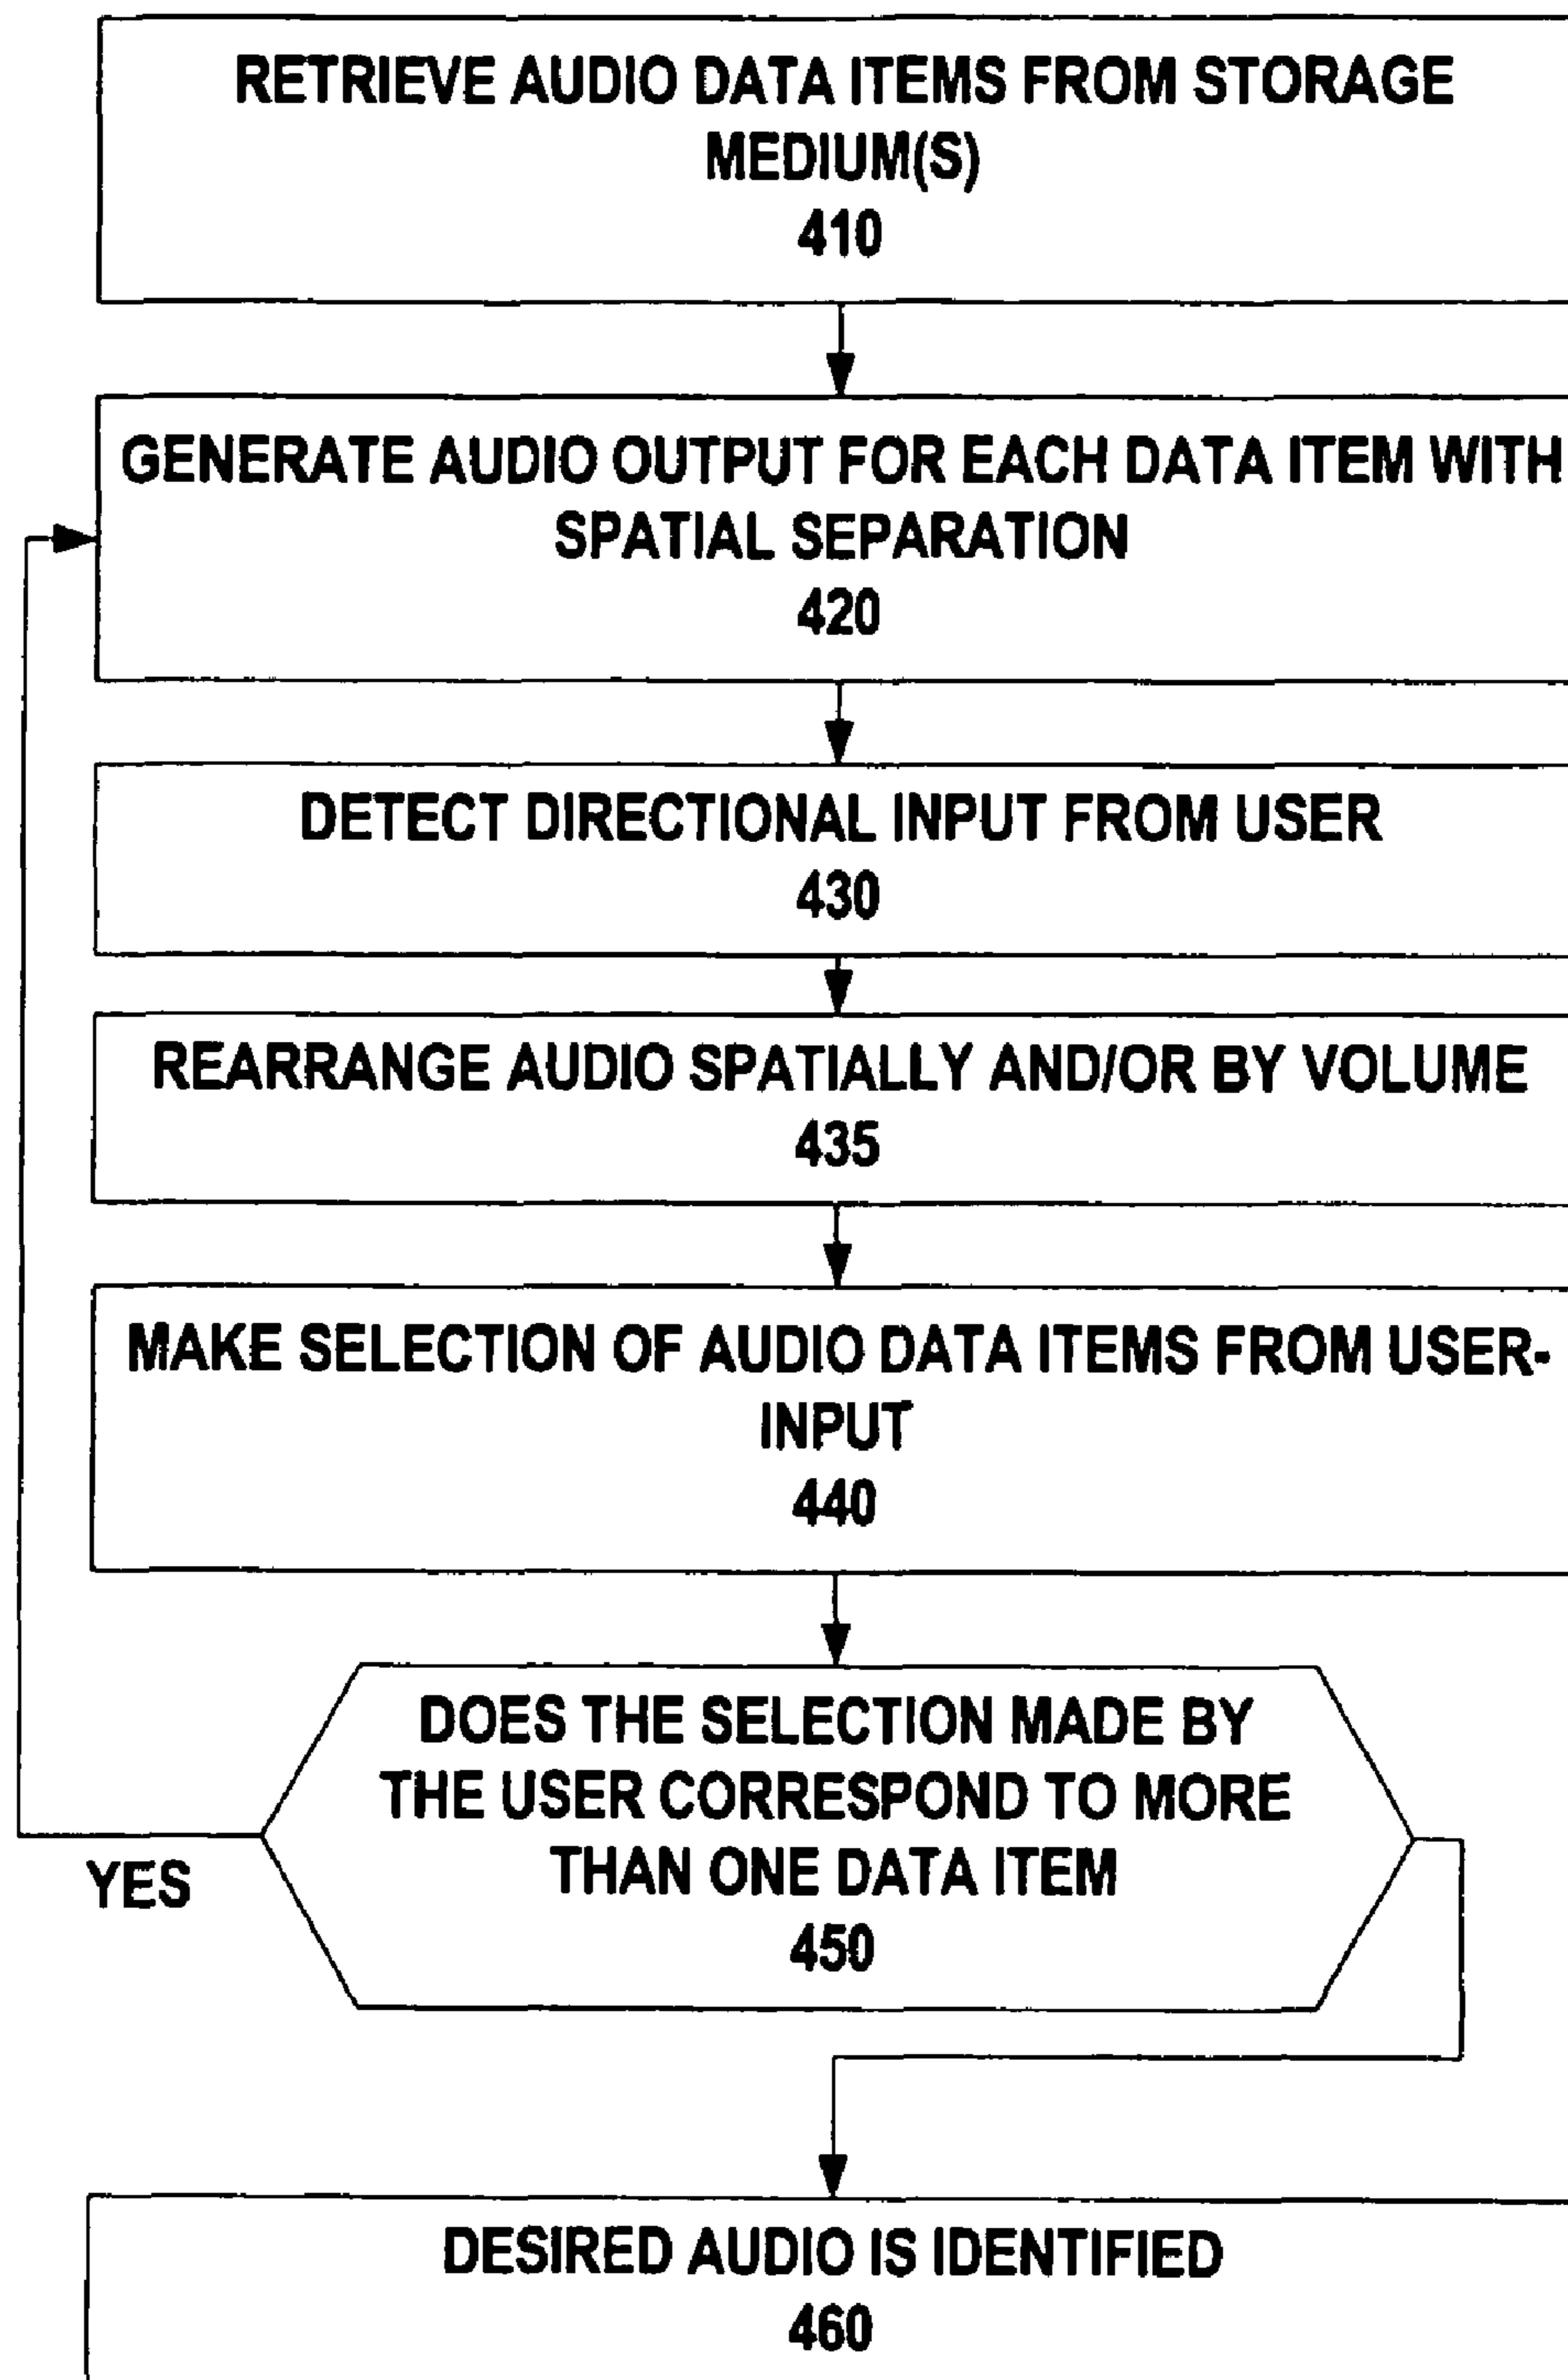 RETRIEVE AUDIO DATA ITEMS FROM STORAGE
MEDIUM(S)
410
GENERATE AUDIO OUTPUT FOR EACH DATA ITEM WITH
SPATIAL SEPARATION
420
DETECT DIRECTIONAL INPUT FROM USER
430
REARRANGE AUDIO SPATIALLY AND/OR BY VOLUME
435
MAKE SELECTION OF AUDIO DATA ITEMS FROM USER-
INPUT
440
DOES THE SELECTION MADE BY
THE USER CORRESPOND TO MORE
THAN ONE DATA ITEM
450
YES
DESIRED AUDIO IS IDENTIFIED
460